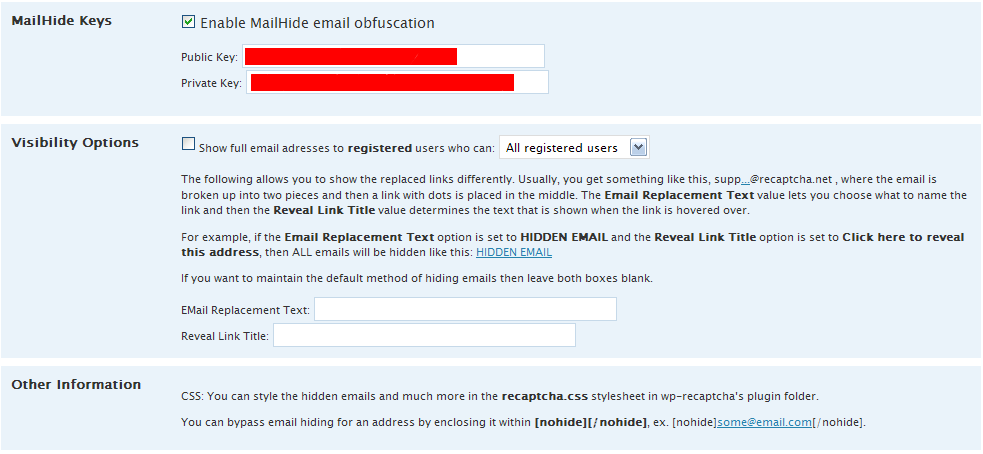 MailHide Keys
Enable MailHide email obfuscation
Public Key:
Private Key:
Visibility Options
Show full email adresses to registered users who can: All registered users
The following allows you to show the replaced links differently. Usually, you get something like this, supp...@recaptcha.net , where the email is
broken up into two pieces and then a link with dots is placed in the middle. The Email Replacement Text value lets you choose what to name the
link and then the Reveal Link Title value determines the text that is shown when the link is hovered over.
For example, if the Email Replacement Text option is set to HIDDEN EMAIL and the Reveal Link Title option is set to Click here to reveal
this address, then ALL emails will be hidden like this: HIDDEN EMAIL
If you want to maintain the default method of hiding emails then leave both boxes blank.
EMail Replacement Text:
Reveal Link Title:
Other Information
CSS: You can style the hidden emails and much more in the recaptcha.css stylesheet in wp-recaptcha's plugin folder.
You can bypass email hiding for an address by enclosing it within [nohide][/nohide], ex. [nohide]some@email.com[/nohide].